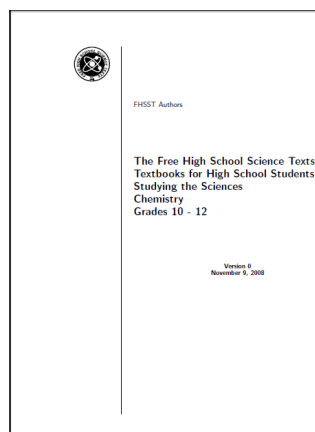 FHSST Authors
The Free High School Science Texts
Textbooks for High School Students
Studying the Sciences
Chemistry
Grades 10 - 12
Version 0
November 9, 2008